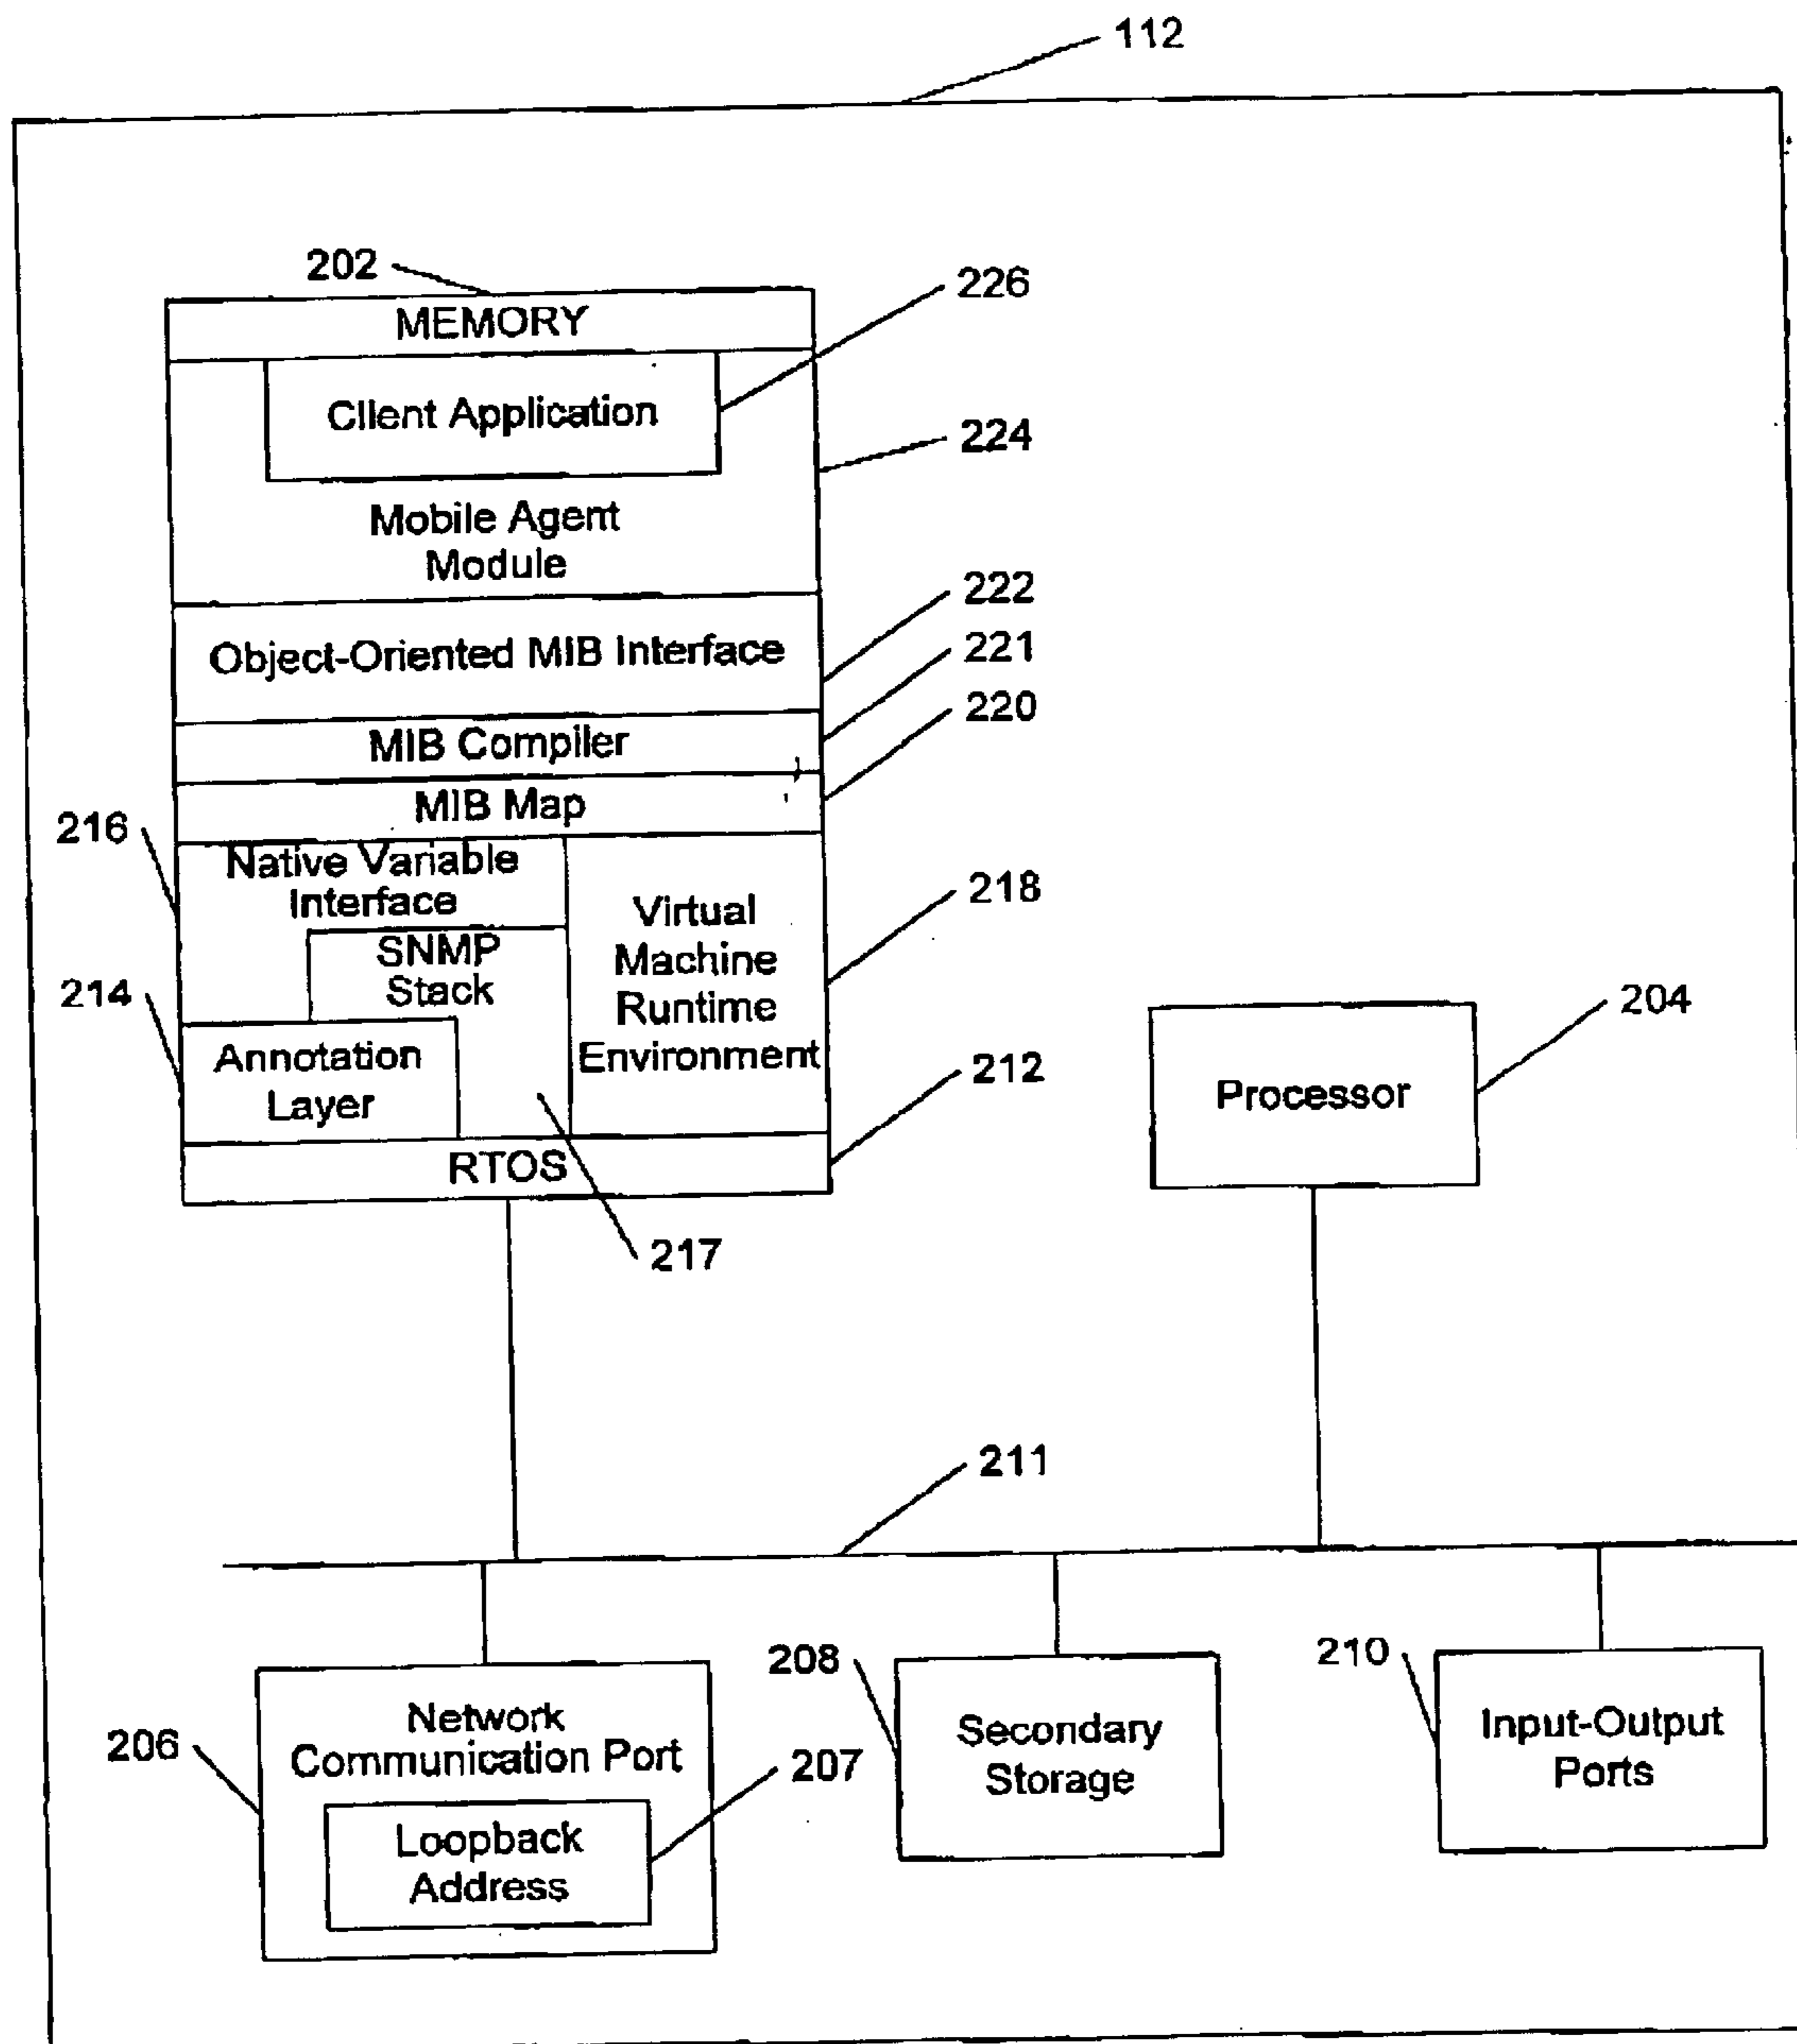 112
202
MEMORY
226
Client Application
224
Mobile Agent
Module
222
Object-Oriented MIB Interface
221
MIB Compiler
220
MIB Map
216
Native Variable
Interface
218
Virtual
Machine
Runtime
Environment
SNMP
Stack
214
Annotation
Layer
212
RTOS
217
204
Processor
211
206
Network
Communication Port
207
Loopback
Address
208
Secondary
Storage
210
Input-Output
Ports